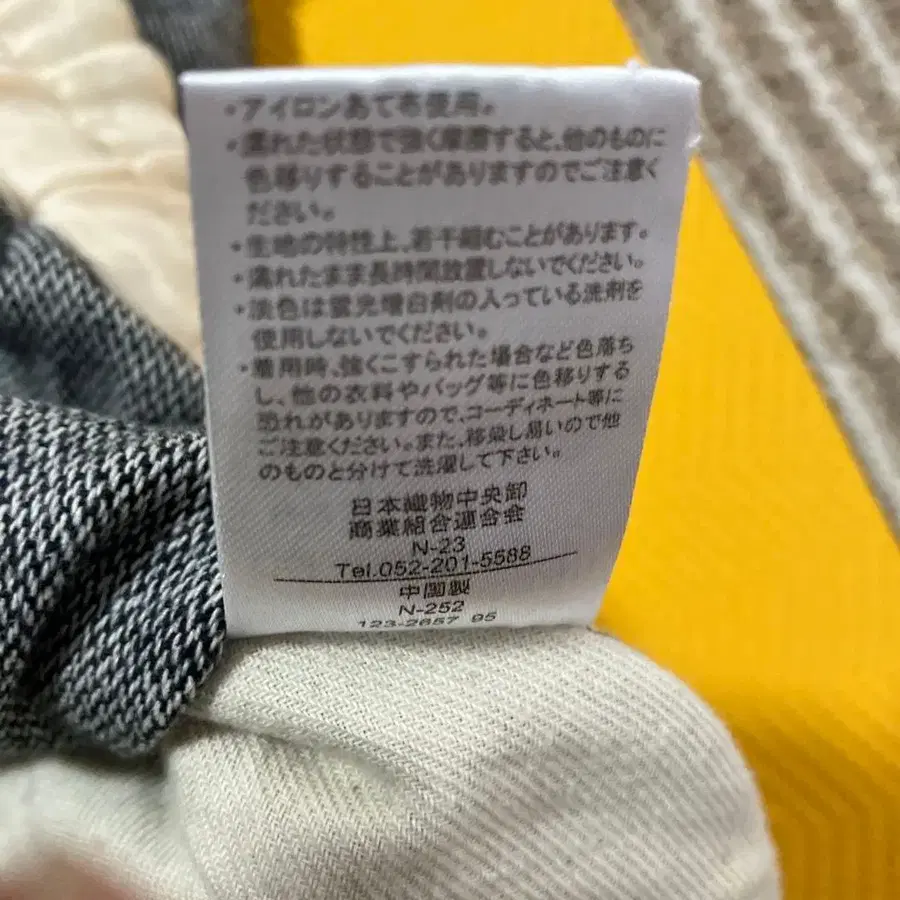 ・アイロンあて布使用。
・濡れた状態で強く摩擦すると、他のものに
色移りすることがありますのでご注意く
ださい。
・生地の特性上、若干縮むことがあります。
・濡れたまま長時間放置しないでください。
・淡色は蛍光増白剤の入っている洗剤を
使用しないでください。
・着用時、強くこすられた場合など色落ち
し、他の衣料やバッグ等に色移りする
恐れがありますので、コーディネート等に
ご注意ください。また、移染し易いので他
のものと分けて洗濯して下さい。
日本織物中央卸
商業組合連合会
N-23
Tel.052-201-5588
中国製
N-252
123-2657 95